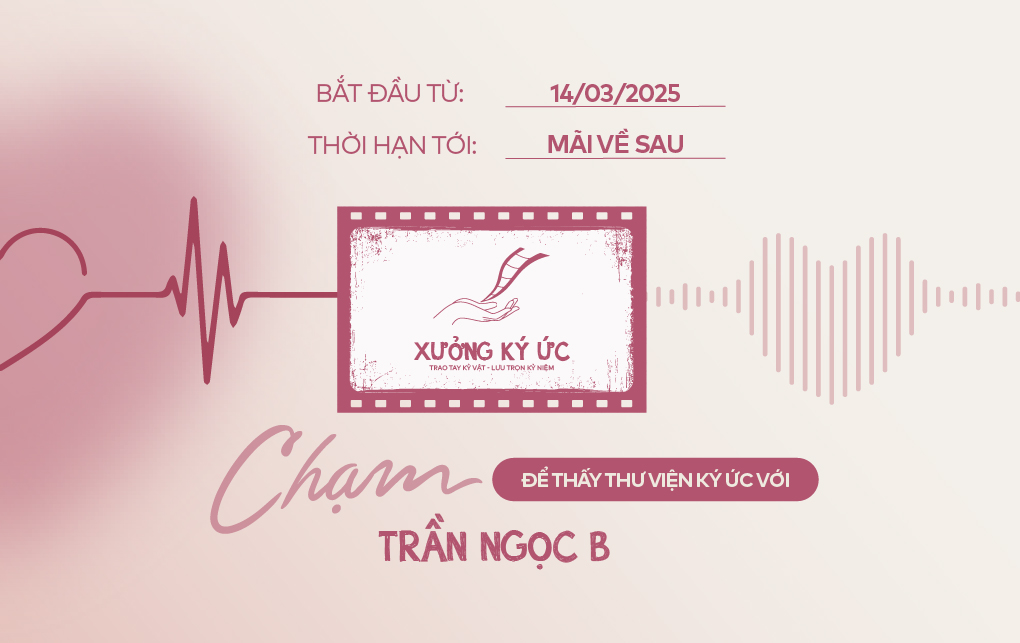 BẮT ĐẦU TỪ: 14/03/2025
THỜI HẠN TỚI: MÃI VỀ SAU
XƯỞNG KÝ ỨC
TRAO TAY KỶ VẬT - LƯU TRỌN KỶ NIỆM
Chạm ĐỂ THẤY THƯ VIỆN KÝ ỨC VỚI
TRẦN NGỌC B